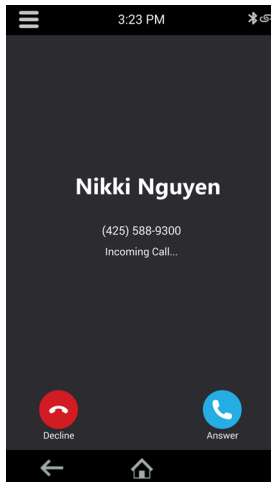 3:23 PM
Nikki Nguyen
(425) 588-9300
Incoming Call...
Decline
Answer